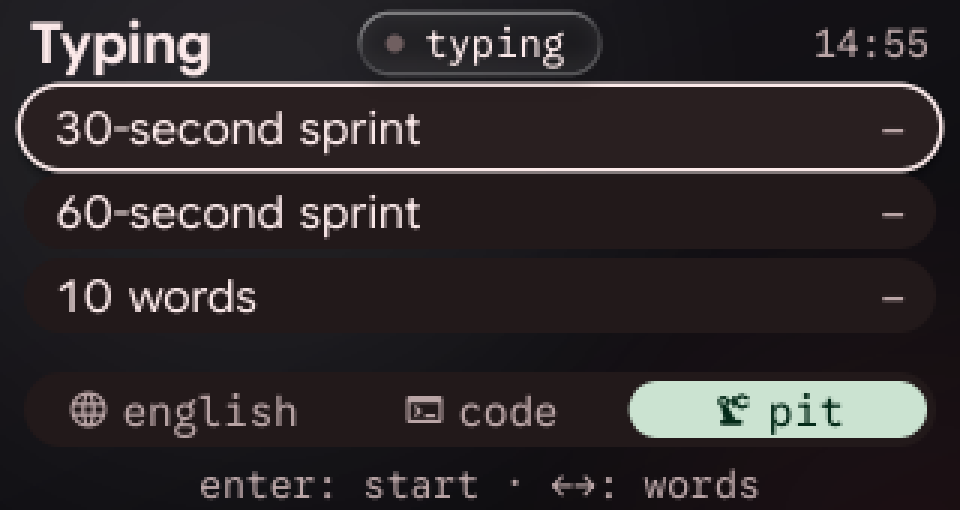 Typing typing 14:55
30-second sprint –
60-second sprint –
10 words –
english code pit
enter: start · ↔: words